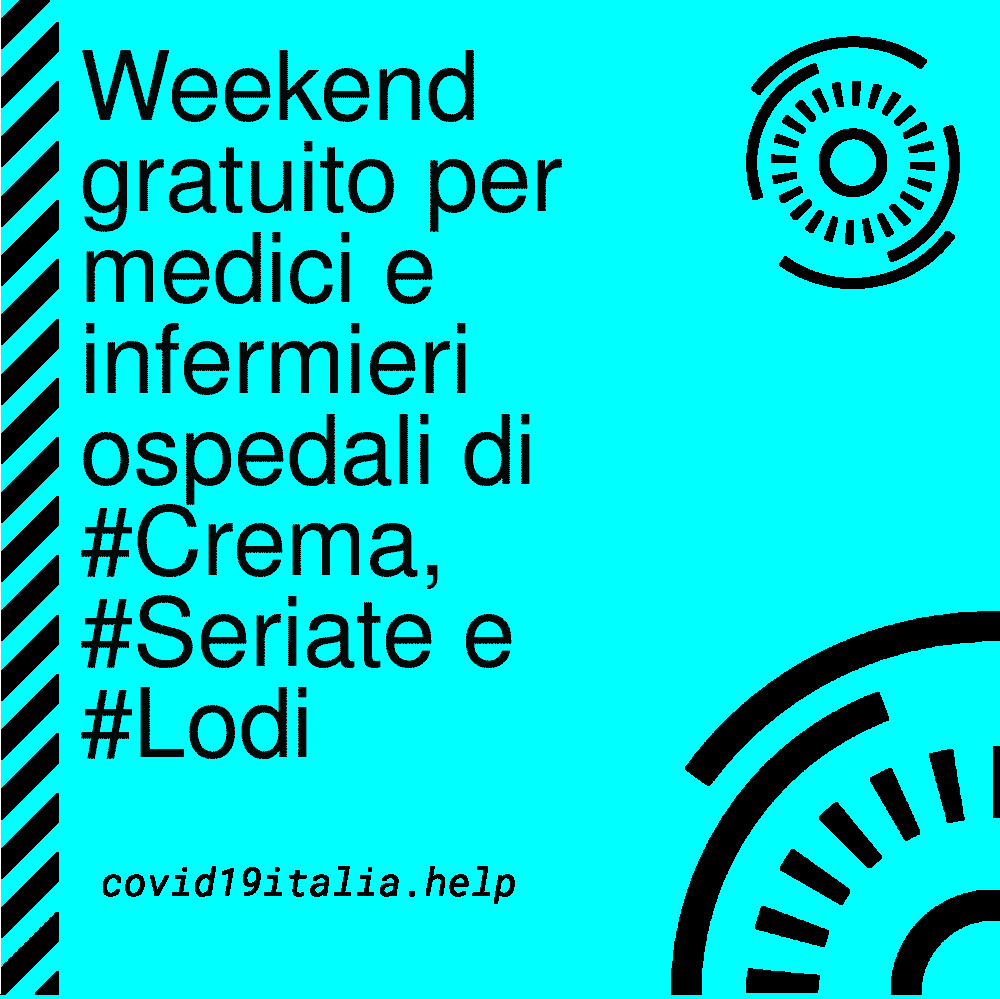 Weekend
gratuito per
medici e
infermieri
ospedali di
#Crema,
#Seriate e
#Lodi
covid19italia.help